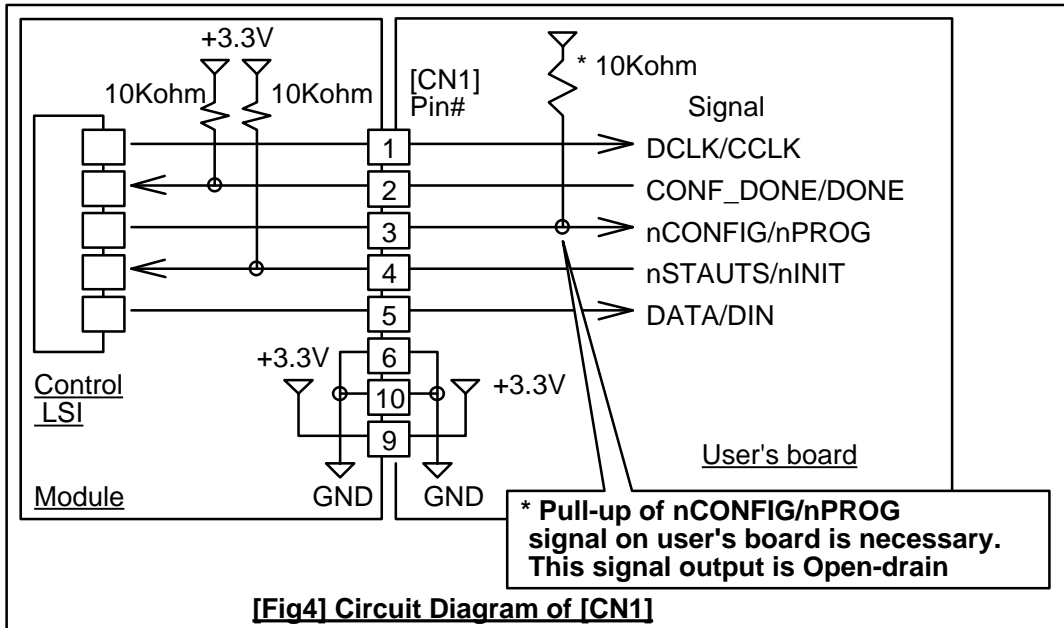 +3.3V
10Kohm
10Kohm
[CN1]
Pin#
* 10Kohm
Signal
1
DCLK/CCLK
2
CONF_DONE/DONE
3
nCONFIG/nPROG
4
nSTAUTS/nINIT
5
DATA/DIN
6
+3.3V
10
+3.3V
9
Control
LSI
GND
GND
Module
User's board
* Pull-up of nCONFIG/nPROG
signal on user's board is necessary.
This signal output is Open-drain
[Fig4] Circuit Diagram of [CN1]